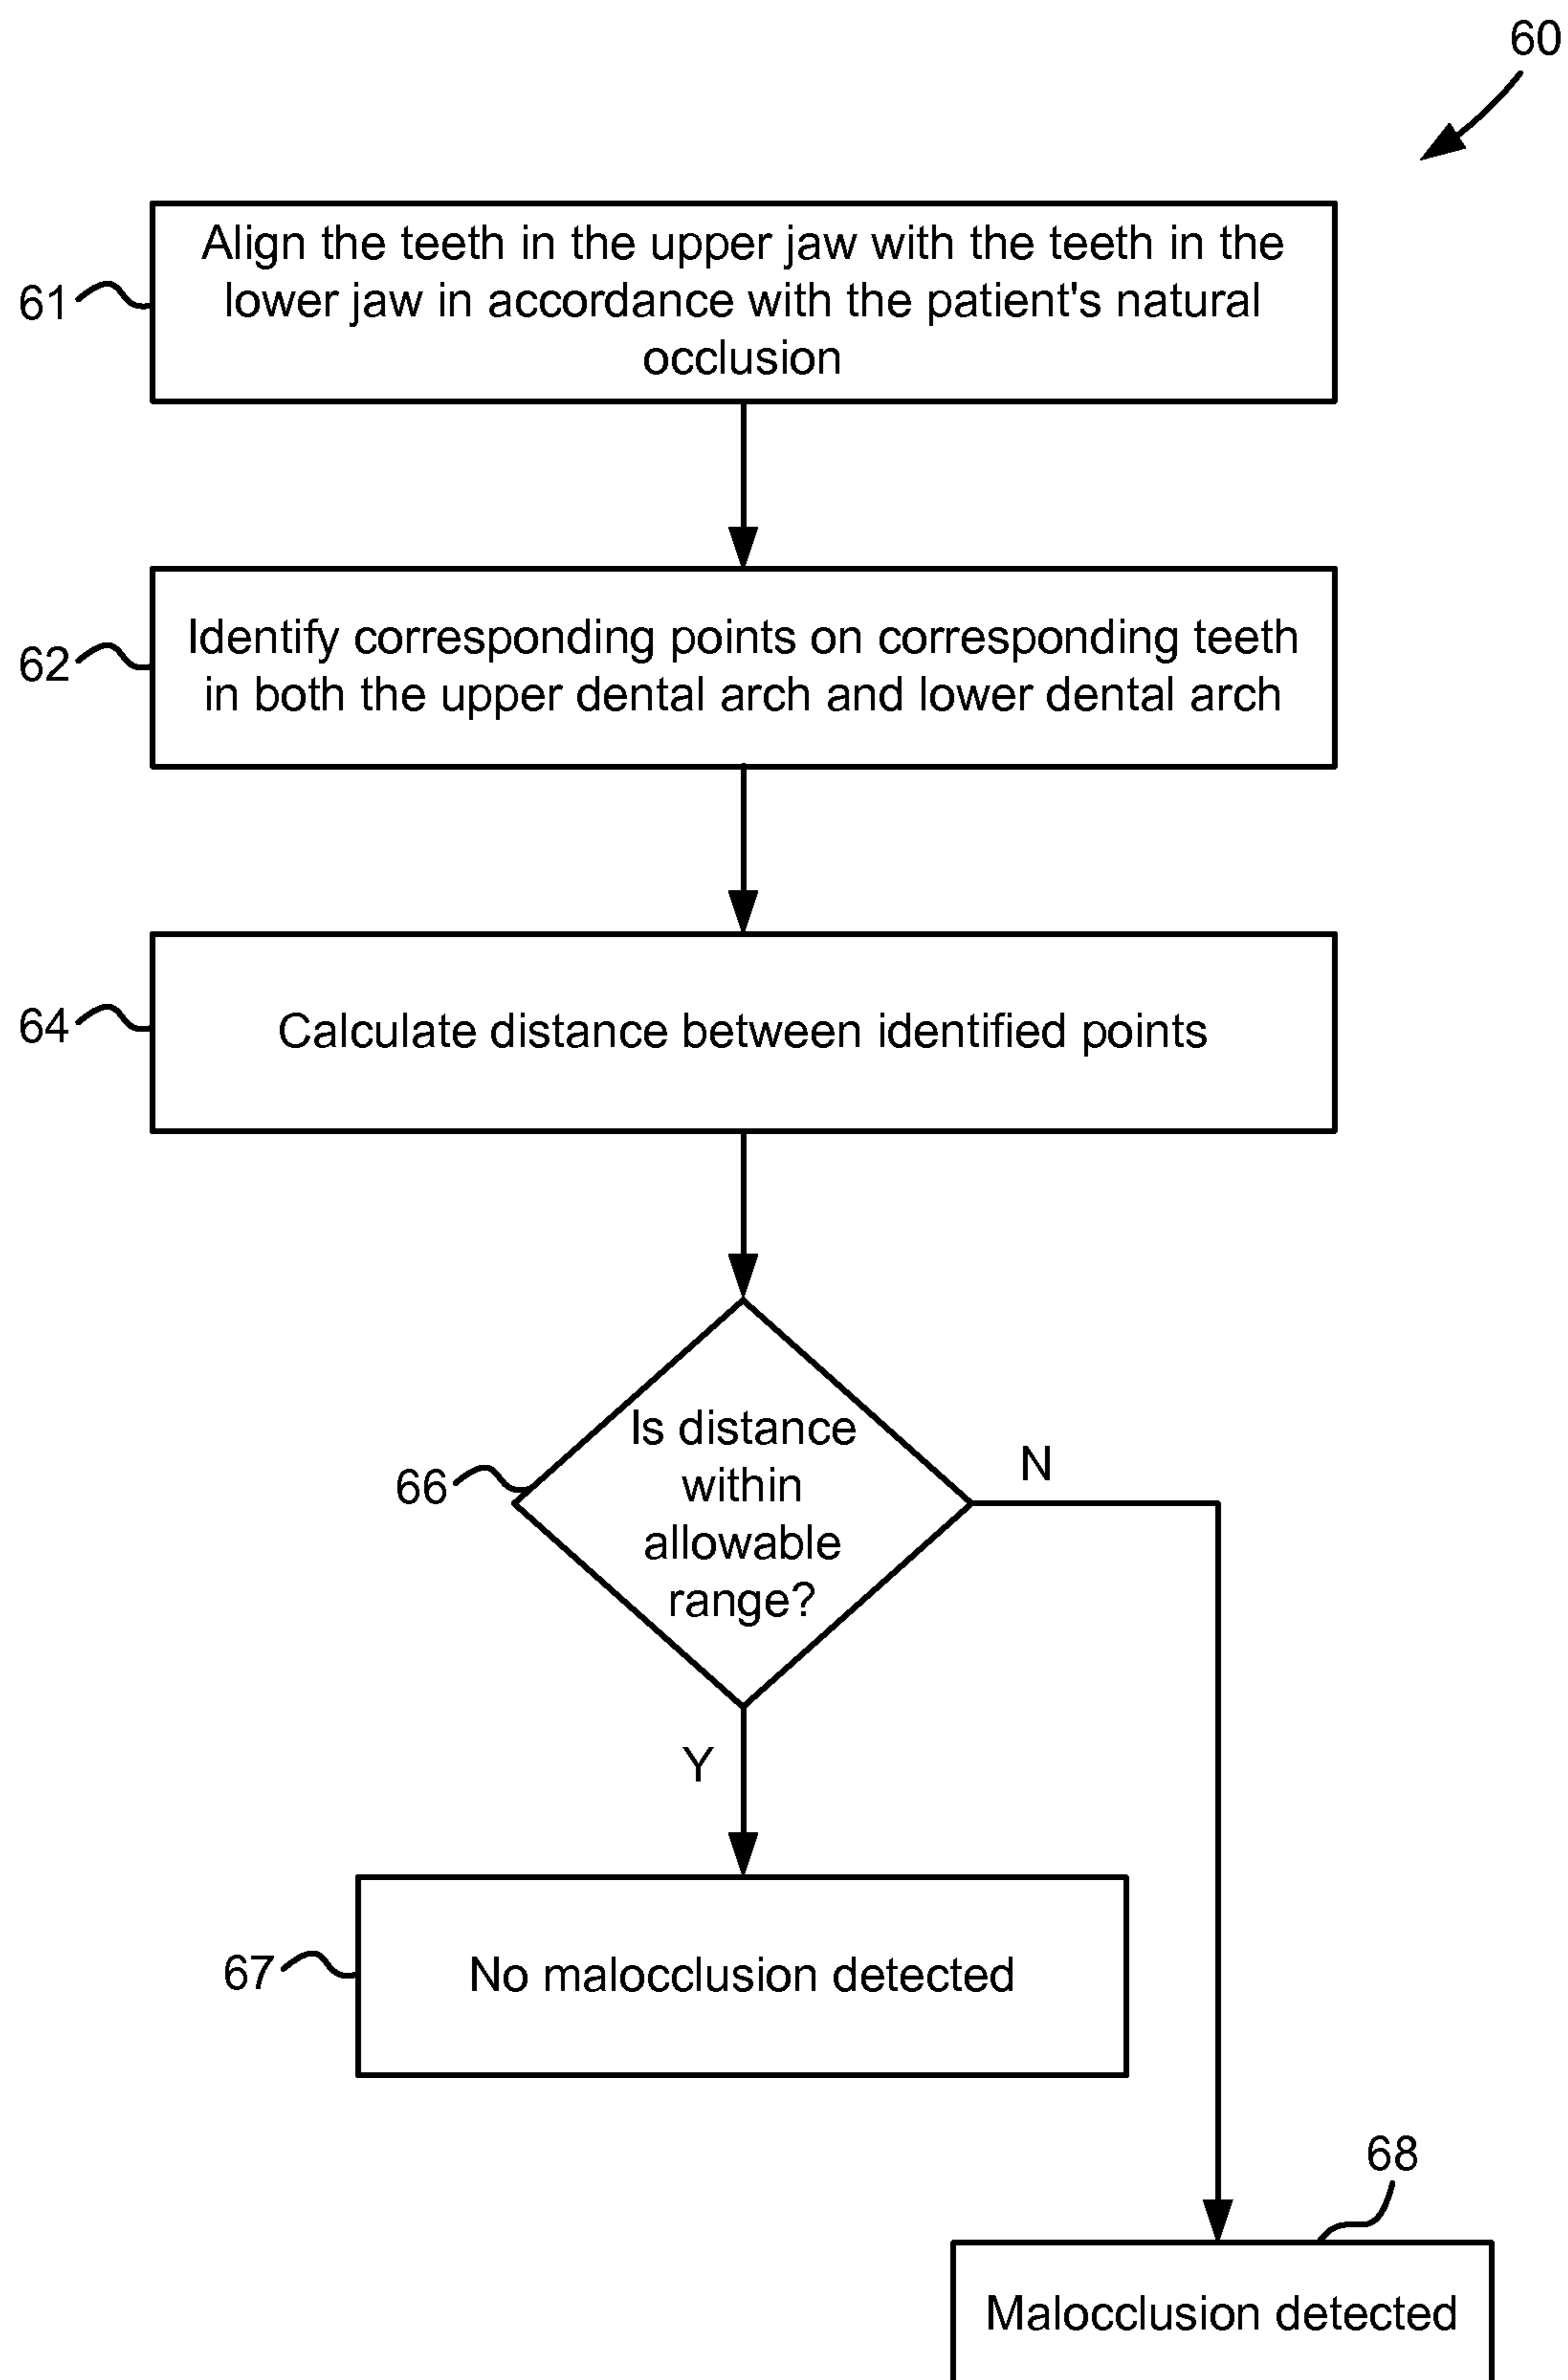 60
61
Align the teeth in the upper jaw with the teeth in the
lower jaw in accordance with the patient's natural
occlusion
62
Identify corresponding points on corresponding teeth
in both the upper dental arch and lower dental arch
64
Calculate distance between identified points
66
Is distance
within
allowable
range?
N
Y
67
No malocclusion detected
68
Malocclusion detected